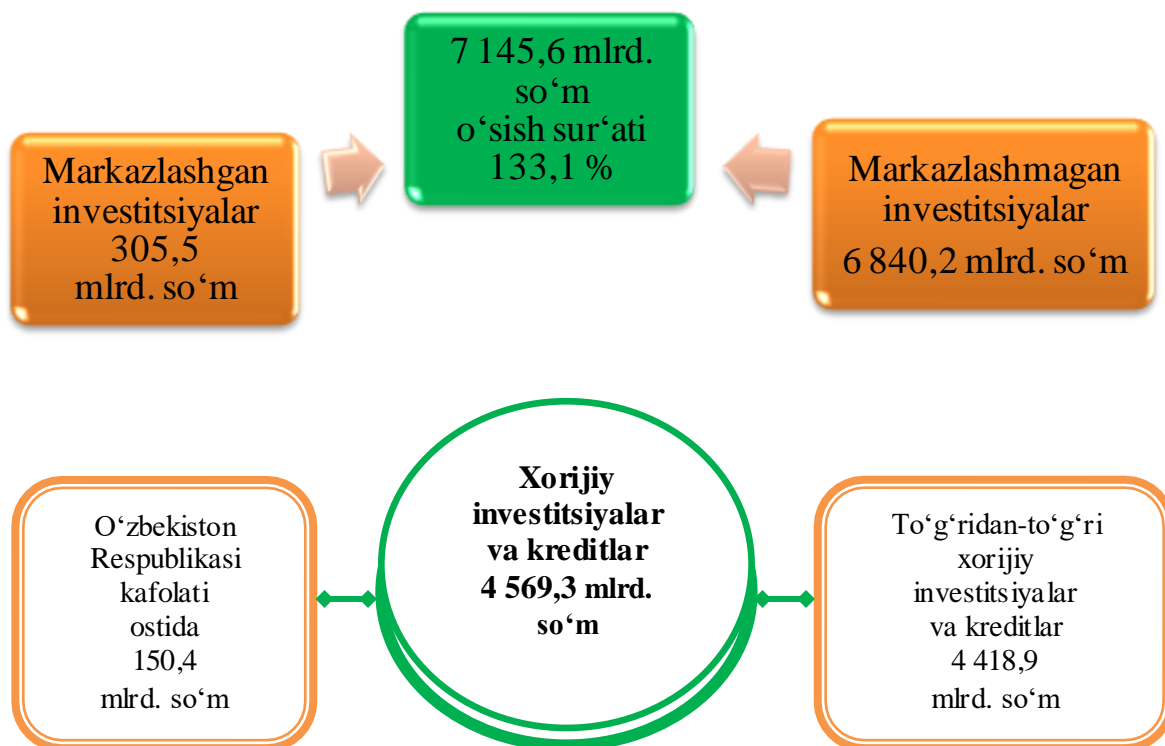 7 145,6 mlrd.
so‘m
o‘sish sur‘ati
133,1 %
Markazlashgan
investitsiyalar
305,5
mlrd. so‘m
Markazlashmagan
investitsiyalar
6 840,2 mlrd. so‘m
Xorijiy
investitsiyalar
va kreditlar
4 569,3 mlrd.
so‘m
O‘zbekiston
Respublikasi
kafolati
ostida
150,4
mlrd. so‘m
To‘g‘ridan-to‘g‘ri
xorijiy
investitsiyalar
va kreditlar
4 418,9
mlrd. so‘m